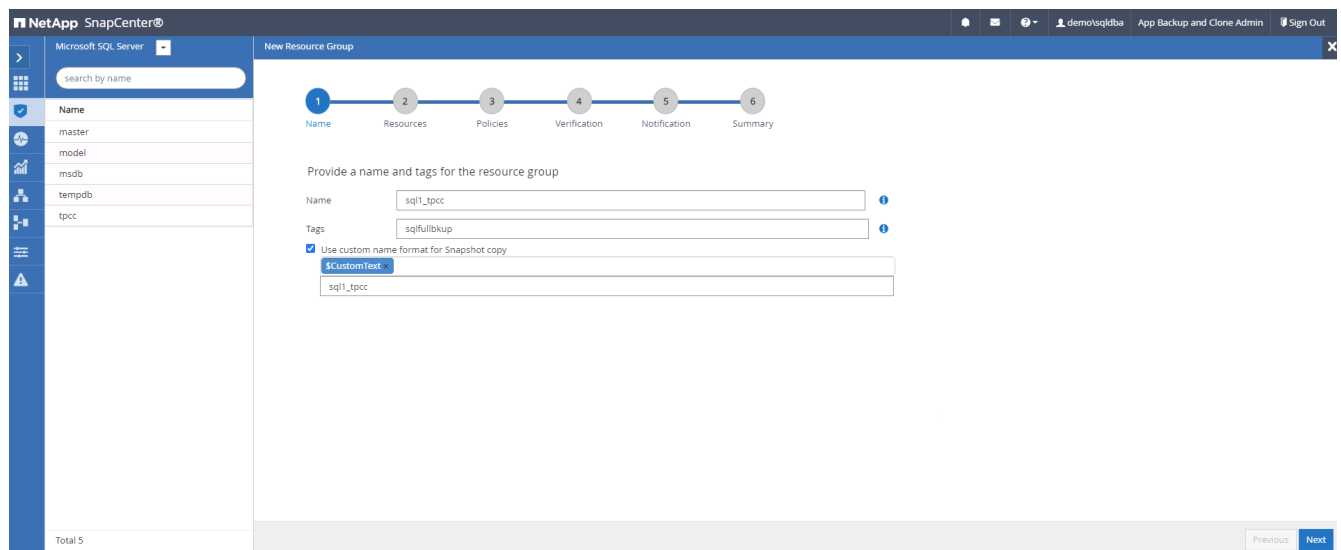 NetApp SnapCenter®
demo\sqldba App Backup and Clone Admin Sign Out
Microsoft SQL Server
search by name
Name
master
model
msdb
tempdb
tpcc
Total 5
New Resource Group
1 2 3 4 5 6
Name Resources Policies Verification Notification Summary
Provide a name and tags for the resource group
Name sql1_tpcc
Tags sqlfullbkup
Use custom name format for Snapshot copy
$CustomText ×
sql1_tpcc
Previous Next